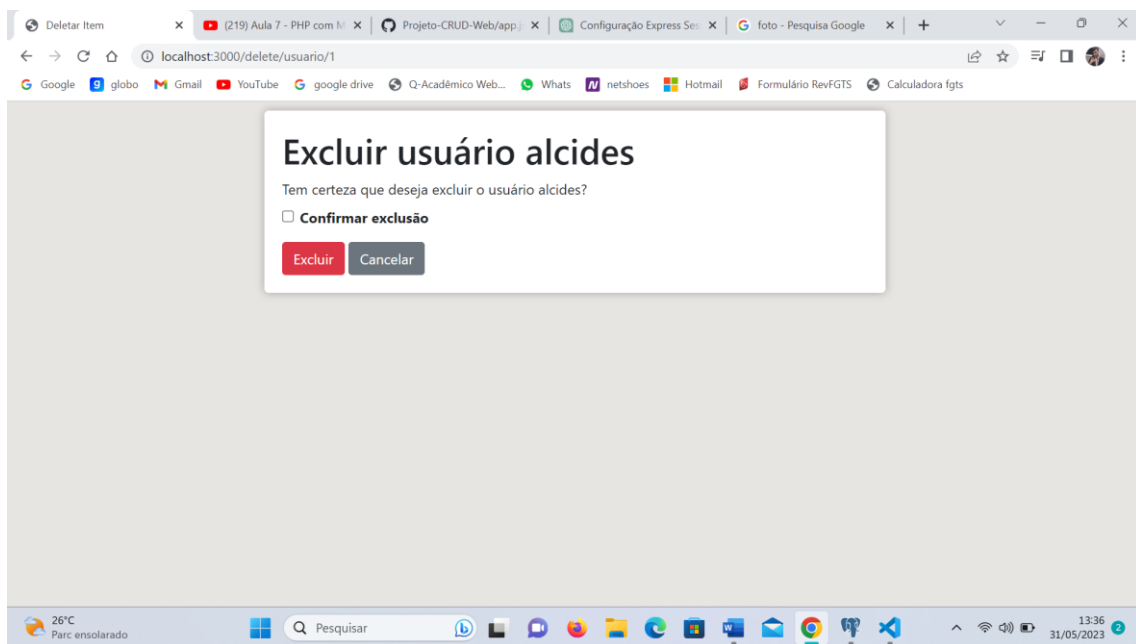 Deletar Item
(219) Aula 7 - PHP com M
Projeto-CRUD-Web/app.j
Configuração Express Ses
foto - Pesquisa Google
localhost:3000/delete/usuario/1
Google globo Gmail YouTube google drive Q-Acadêmico Web... Whats netshoes Hotmail Formulário RevFGTS Calculadora fgts
Excluir usuário alcides
Tem certeza que deseja excluir o usuário alcides?
Confirmar exclusão
Excluir Cancelar
26°C
Parc ensolarado
Pesquisar
13:36
31/05/2023
2